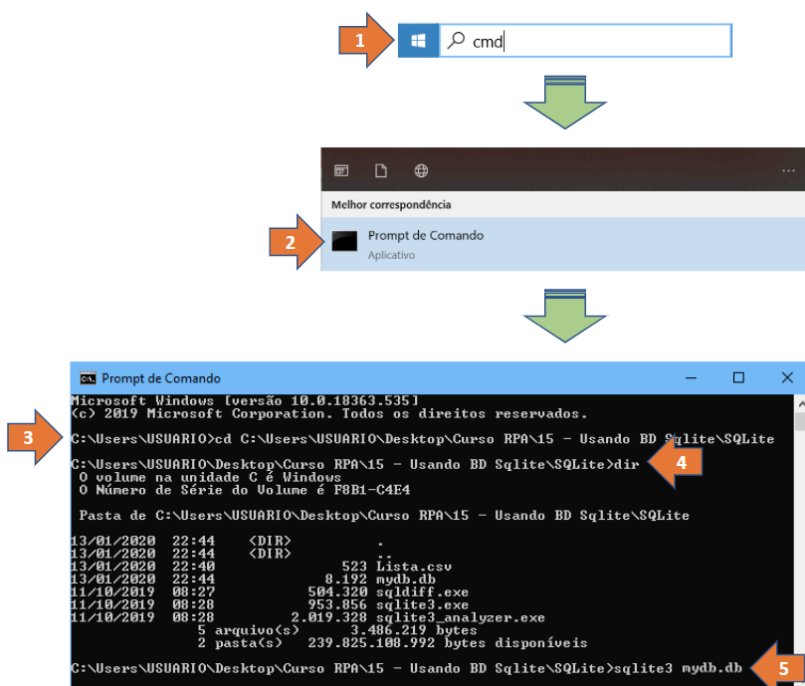 1
cmd
Melhor correspondência
2
Prompt de Comando
Aplicativo
Prompt de Comando
Microsoft Windows [versão 10.0.18363.535]
(c) 2019 Microsoft Corporation. Todos os direitos reservados.
3
C:\Users\USUARIO>cd C:\Users\USUARIO\Desktop\Curso RPA\15 - Usando BD Sqlite\SQLite
C:\Users\USUARIO\Desktop\Curso RPA\15 - Usando BD Sqlite\SQLite>dir
4
O volume na unidade C é Windows
O Número de Série do Volume é F8B1-C4E4
Pasta de C:\Users\USUARIO\Desktop\Curso RPA\15 - Usando BD Sqlite\SQLite
13/01/2020 22:44 <DIR> .
13/01/2020 22:44 <DIR> ..
13/01/2020 22:40 523 Lista.csv
13/01/2020 22:44 8.192 mydb.db
11/10/2019 08:27 504.320 sqldiff.exe
11/10/2019 08:28 953.856 sqlite3.exe
11/10/2019 08:28 2.019.328 sqlite3_analyzer.exe
5 arquivo(s) 3.486.219 bytes
2 pasta(s) 239.825.108.992 bytes disponíveis
C:\Users\USUARIO\Desktop\Curso RPA\15 - Usando BD Sqlite\SQLite>sqlite3 mydb.db
5